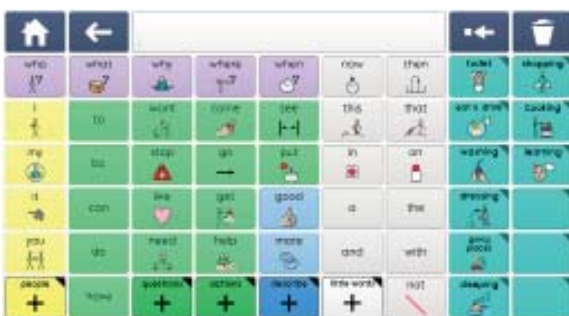 who what why where when now then toilet shopping
I to want come see this that eat & drink cooking
my be stop go put in on washing learning
it can like get good a the dressing
you do need help more and with going places
people have questions actions describe little words not sleeping